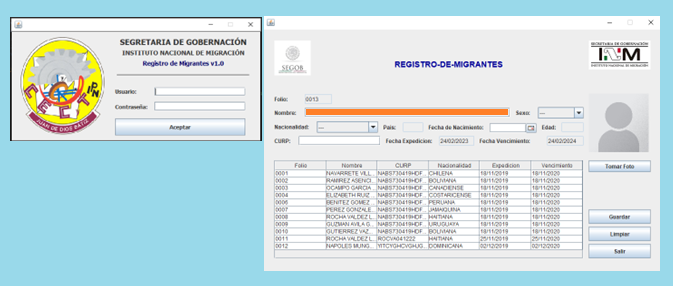 SEGRETARIA DE GOBERNACIÓN
INSTITUTO NACIONAL DE MIGRACIÓN
Registro de Migrantes v1.0
Usuario:
Contraseña:
Aceptar
CECyT
IPN
JUAN DE DIOS BÁTIZ
SEGOB
REGISTRO-DE-MIGRANTES
SECRETARÍA DE GOBERNACIÓN
INM
INSTITUTO NACIONAL DE MIGRACIÓN
Folio: 0013
Nombre: Sexo: ---
Nacionalidad: --- Pais: Fecha de Nacimiento: Edad:
CURP: Fecha Expedicion: 24/02/2023 Fecha Vencimiento: 24/02/2024
Tomar Foto
Folio Nombre CURP Nacionalidad Expedicion Vencimiento
0001 NAVARRETE VILL... NABS730419HDF... CHILENA 18/11/2019 18/11/2020
0002 RAMIREZ ASENCI... NABS730419HDF... BOLIVIANA 18/11/2019 18/11/2020
0003 OCAMPO GARCIA ... NABS730419HDF... CANADIENSE 18/11/2019 18/11/2020
0004 ELIZABETH RUIZ ... NABS730419HDF... COSTARICENSE 18/11/2019 18/11/2020
BENITEZ GOMEZ ... NABS730419HDF... PERUANA 18/11/2019 18/11/2020
0007 PEREZ GONZALE... NABS730419HDF... JAMAIQUINA 18/11/2019 18/11/2020
0008 ROCHA VALDEZ L... NABS730419HDF... HAITIANA 18/11/2019 18/11/2020
0009 GUZMAN AVILA G... NABS730419HDF... URUGUAYA 18/11/2019 18/11/2020
0010 GUTIERREZ VAZ... NABS730419HDF... BOLIVIANA 18/11/2019 18/11/2020
0011 ROCHA VALDEZ L... ROCVA041222 HAITIANA 25/11/2019 25/11/2020
0012 NAPOLES MUNG... YITCYGHCVGHJG... DOMINICANA 02/12/2019 02/12/2020
Guardar
Limpiar
Salir